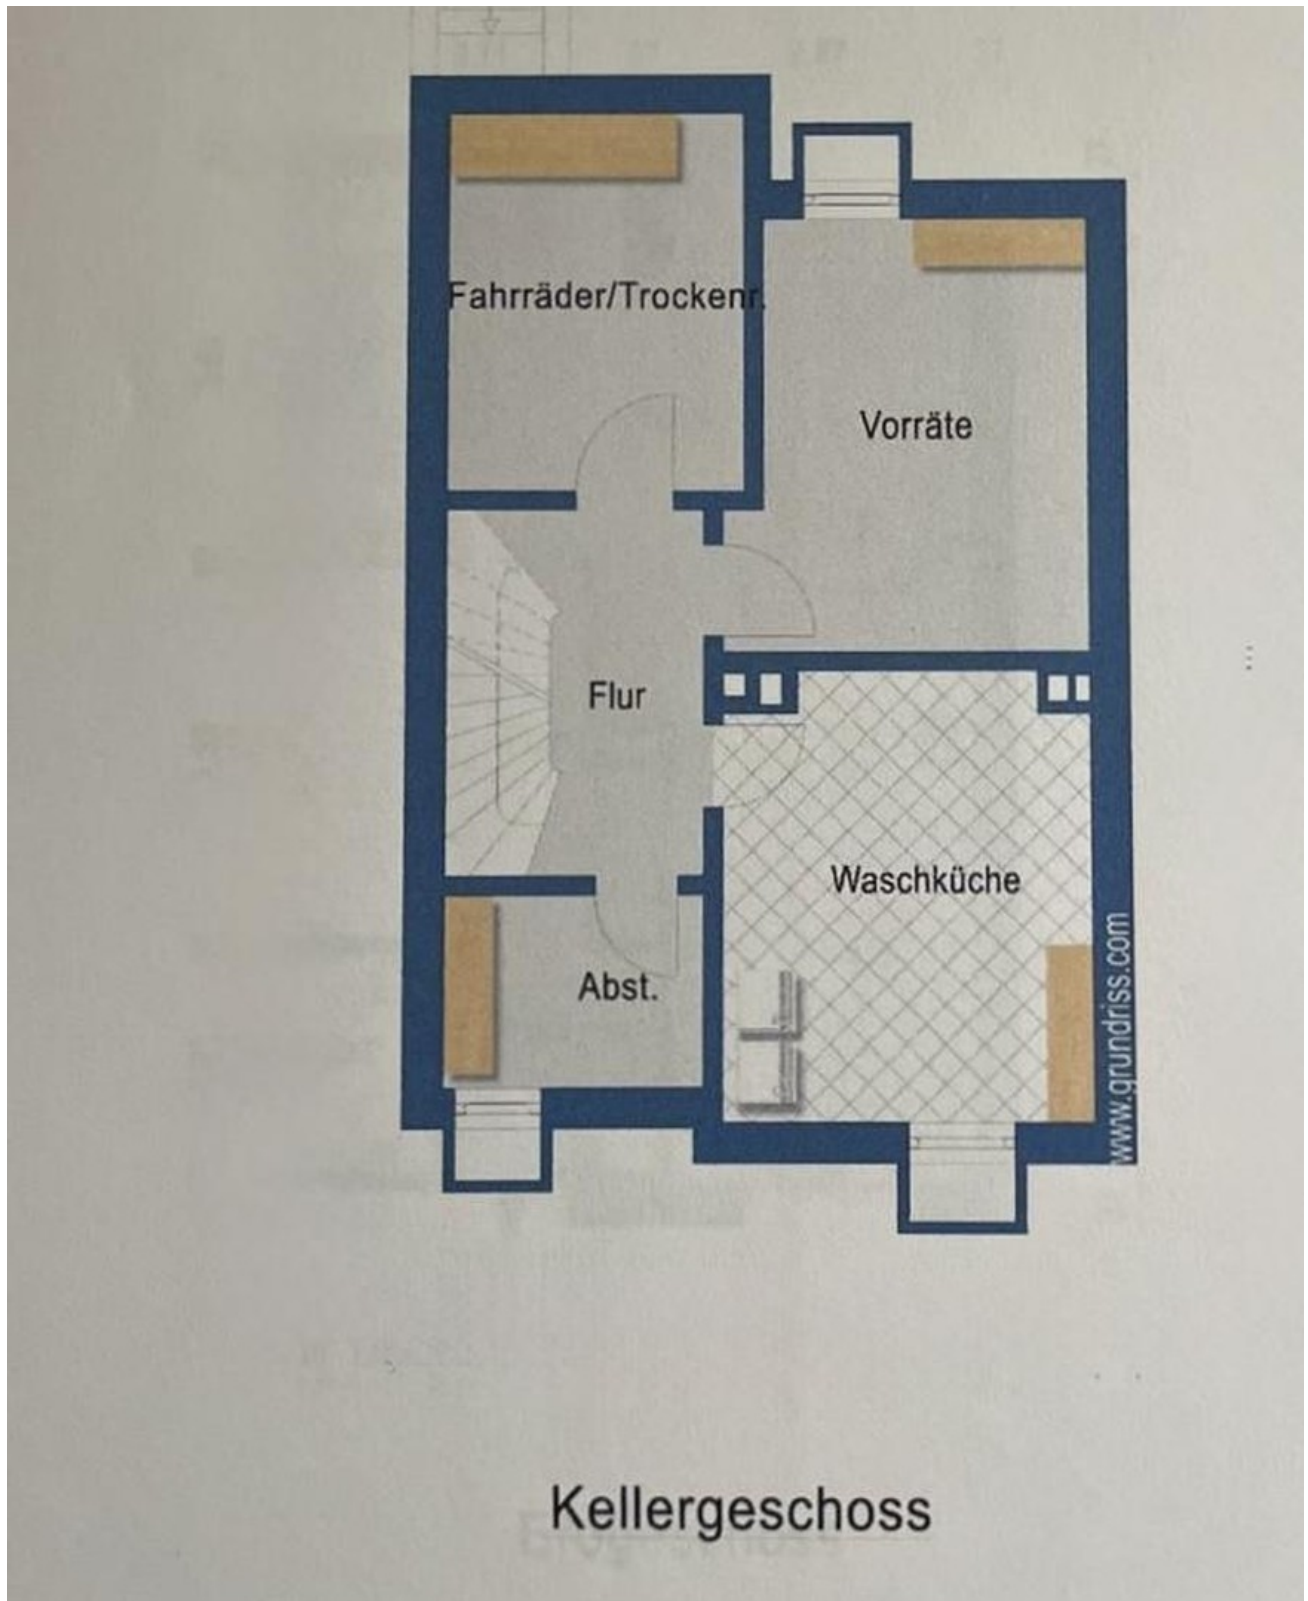 Fahrräder/Trockenr.
Vorräte
Flur
Waschküche
Abst.
www.grundriss.com
Kellergeschoss